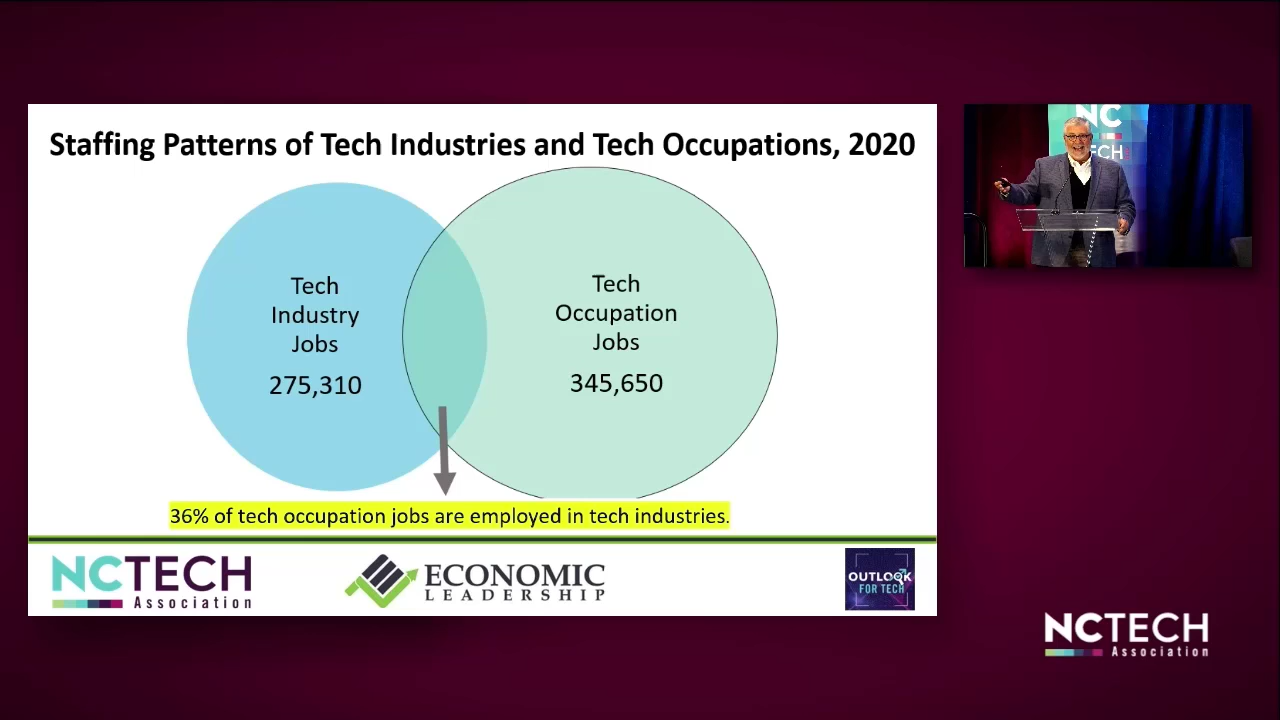 Staffing Patterns of Tech Industries and Tech Occupations, 2020
Tech
Industry
Jobs
275,310
Tech
Occupation
Jobs
345,650
36% of tech occupation jobs are employed in tech industries.
NCTECH
Association
ECONOMIC
LEADERSHIP
OUTLOOK
FOR TECH
NC
TECH
NCTECH
Association